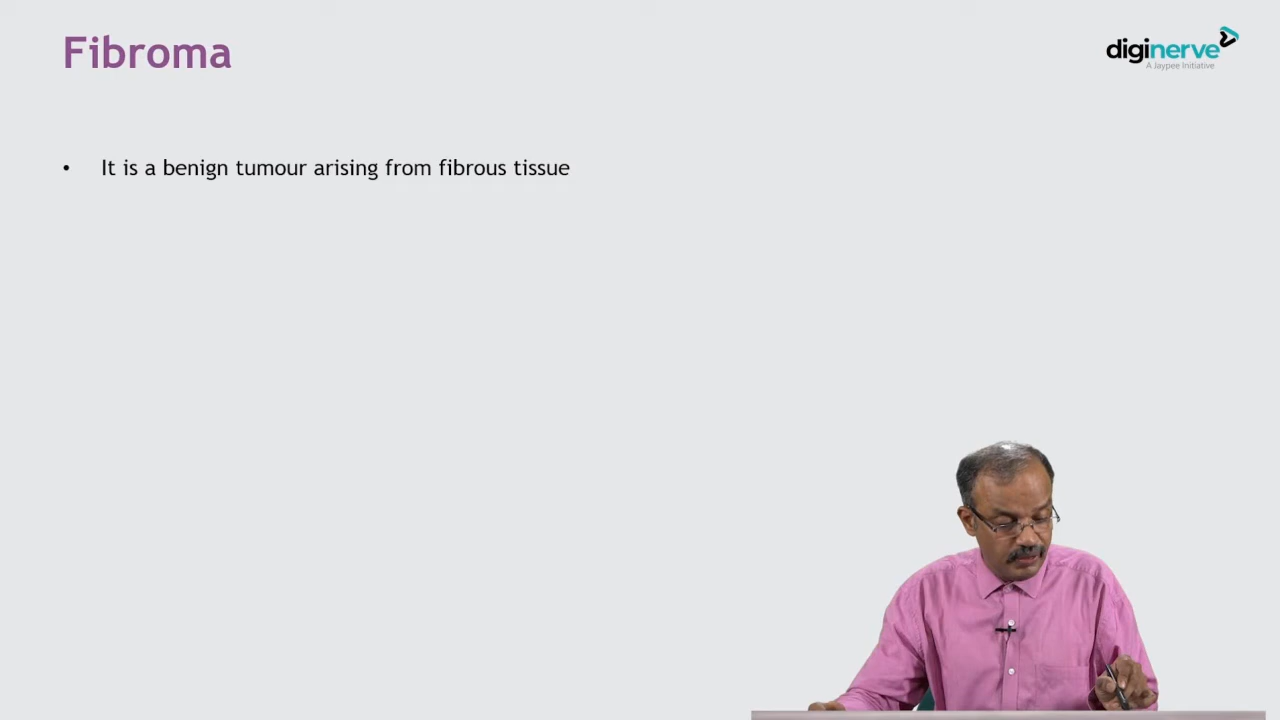 Fibroma
diginerve
A Jaypee Initiative
• It is a benign tumour arising from fibrous tissue